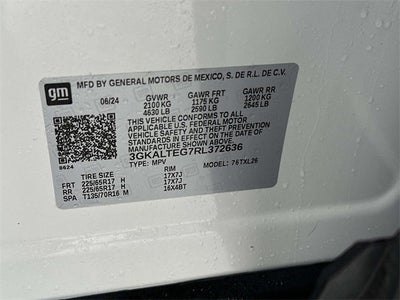 gm
MFD BY GENERAL MOTORS DE MEXICO, S. DE R.L. DE C.V.
06/24 GVWR GAWR FRT GAWR RR
2100 KG 1175 KG 1200 KG
4630 LB 2590 LB 2645 LB
THIS VEHICLE CONFORMS TO ALL
APPLICABLE U.S. FEDERAL MOTOR
VEHICLE SAFETY AND THEFT PREVENTION
STANDARDS IN EFFECT ON THE DATE OF
MANUFACTURE SHOWN ABOVE.
3GKALTEG7RL372636
TYPE: MPV MODEL: 76TXL26
0624
TIRE SIZE RIM
FRT 225/65R17 H 17X7J
RR 225/65R17 H 17X7J
SPA T135/70R16 M 16X4BT